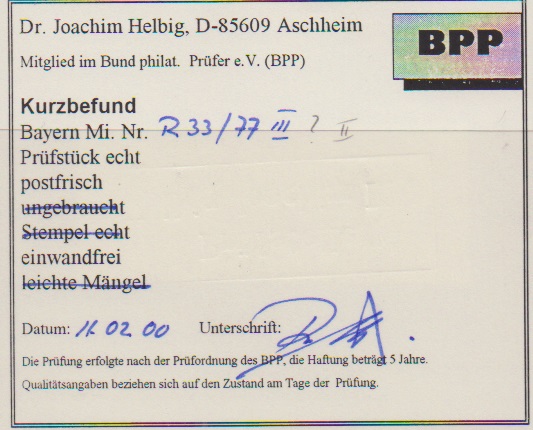 Dr. Joachim Helbig, D-85609 Aschheim
BPP
Mitglied im Bund philat. Prüfer e.V. (BPP)
Kurzbefund
Bayern Mi. Nr. R 33/77 III ? II
Prüfstück echt
postfrisch
ungebraucht
Stempel echt
einwandfrei
leichte Mängel
Datum: 11.02.00 Unterschrift:
Die Prüfung erfolgte nach der Prüfordnung des BPP, die Haftung beträgt 5 Jahre.
Qualitätsangaben beziehen sich auf den Zustand am Tage der Prüfung.